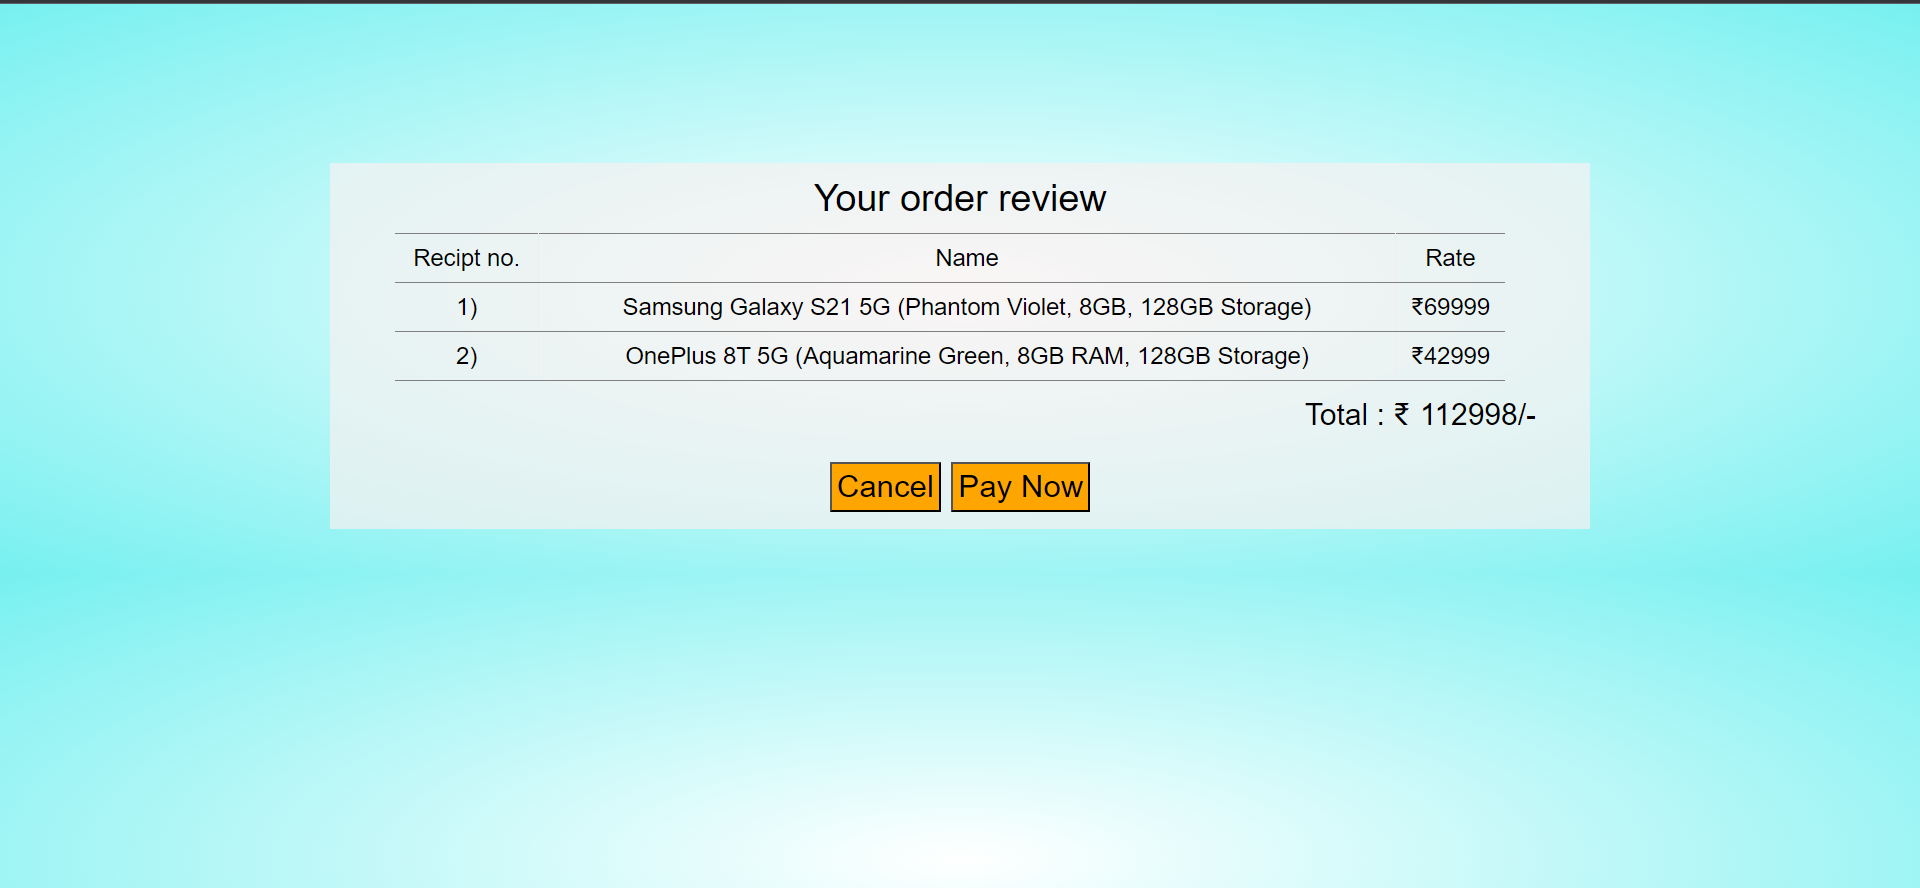 Your order review
Recipt no. Name Rate
1) Samsung Galaxy S21 5G (Phantom Violet, 8GB, 128GB Storage) ₹69999
2) OnePlus 8T 5G (Aquamarine Green, 8GB RAM, 128GB Storage) ₹42999
Total : ₹ 112998/-
Cancel Pay Now